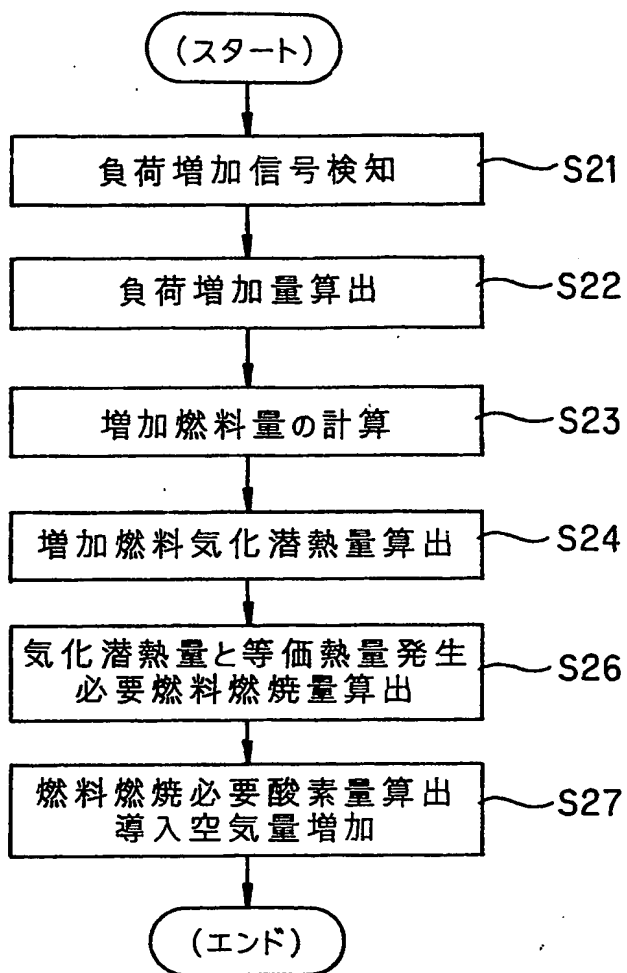 (スタート)
負荷増加信号検知
S21
負荷増加量算出
S22
増加燃料量の計算
S23
増加燃料気化潜熱量算出
S24
気化潜熱量と等価熱量発生
必要燃料燃焼量算出
S26
燃料燃焼必要酸素量算出
導入空気量増加
S27
(エンド)